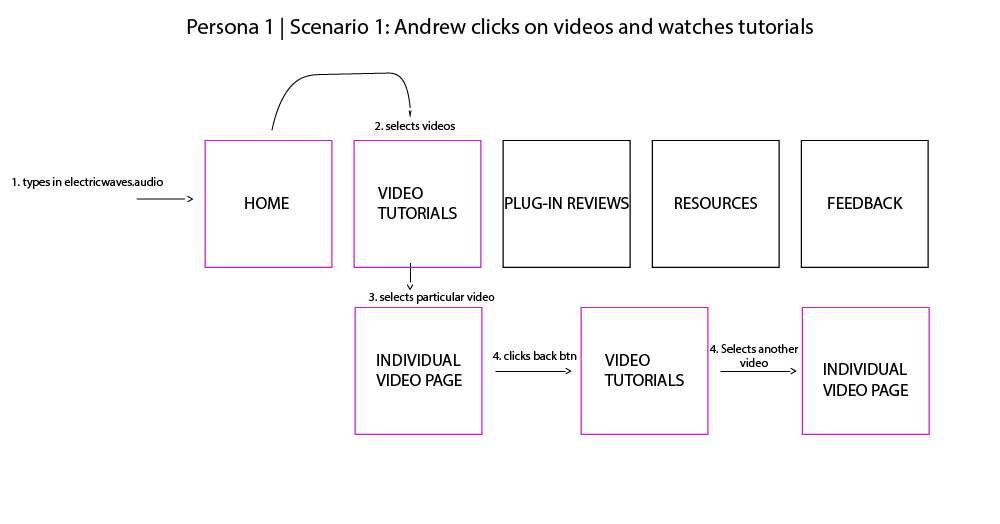 Persona 1 | Scenario 1: Andrew clicks on videos and watches tutorials
2. selects videos
1. types in electricwaves.audio
HOME
VIDEO
TUTORIALS
PLUG-IN REVIEWS
RESOURCES
FEEDBACK
3. selects particular video
INDIVIDUAL
VIDEO PAGE
4. clicks back btn
VIDEO
TUTORIALS
4. Selects another
video
INDIVIDUAL
VIDEO PAGE